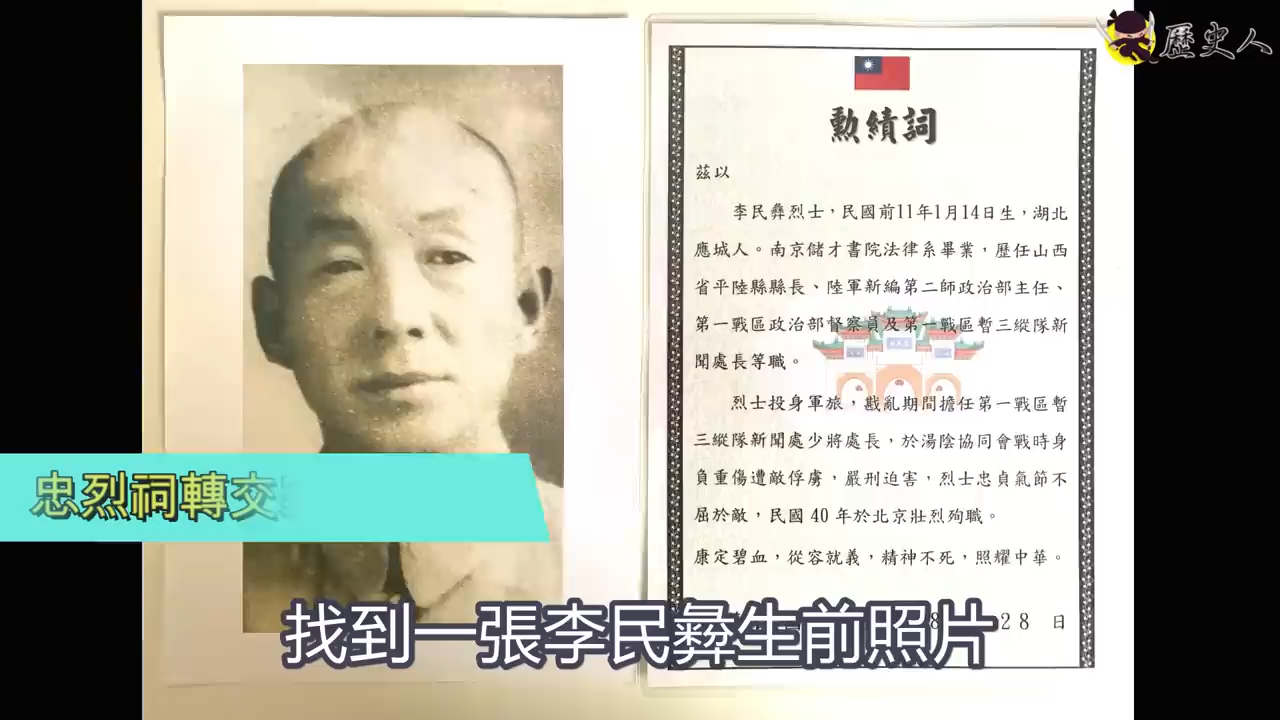 歷史人
勲績詞
茲以
李民彝烈士，民國前11年1月14日生，湖北
應城人。南京儲才書院法律系畢業，歷任山西
省平陸縣縣長、陸軍新編第二師政治部主任、
第一戰區政治部督察員及第一戰區暫三縱隊新
聞處長等職。
烈士投身軍旅，戡亂期間擔任第一戰區暫
三縱隊新聞處少將處長，於湯陰協同會戰時身
負重傷遭敵俘虜，嚴刑迫害，烈士忠貞氣節不
屈於敵，民國40年於北京壯烈殉職。
康定碧血，從容就義，精神不死，照耀中華。
8 28 日
忠烈祠轉交
找到一張李民彝生前照片